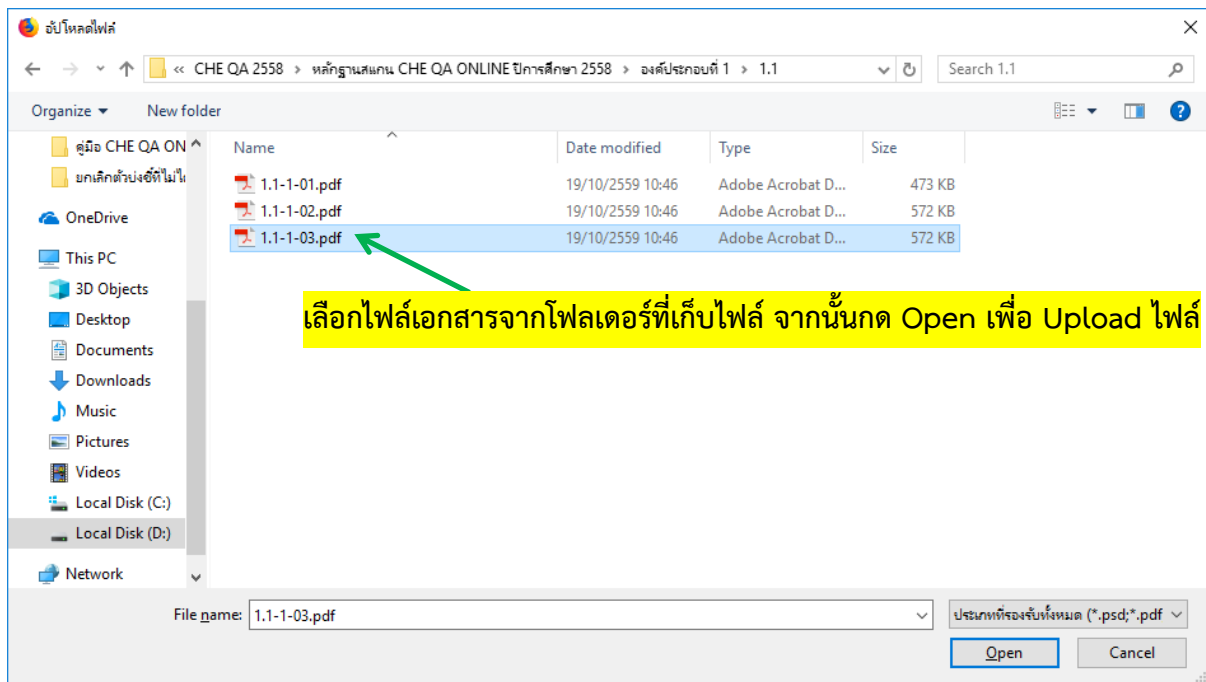 อัปโหลดไฟล์
« CHE QA 2558 › หลักฐานสแกน CHE QA ONLINE ปีการศึกษา 2558 › องค์ประกอบที่ 1 › 1.1
Search 1.1
Organize
New folder
คู่มือ CHE QA ON
Name
Date modified
Type
Size
1.1-1-01.pdf 19/10/2559 10:46 Adobe Acrobat D... 473 KB
1.1-1-02.pdf 19/10/2559 10:46 Adobe Acrobat D... 572 KB
1.1-1-03.pdf 19/10/2559 10:46 Adobe Acrobat D... 572 KB
ยกเลิกตัวบ่งชี้ที่ไม่
OneDrive
This PC
3D Objects
Desktop
Documents
Downloads
Music
Pictures
Videos
Local Disk (C:)
Local Disk (D:)
Network
เลือกไฟล์เอกสารจากโฟลเดอร์ที่เก็บไฟล์ จากนั้นกด Open เพื่อ Upload ไฟล์
File name: 1.1-1-03.pdf
ประเภทที่รองรับทั้งหมด (*.psd;*.pdf
Open
Cancel